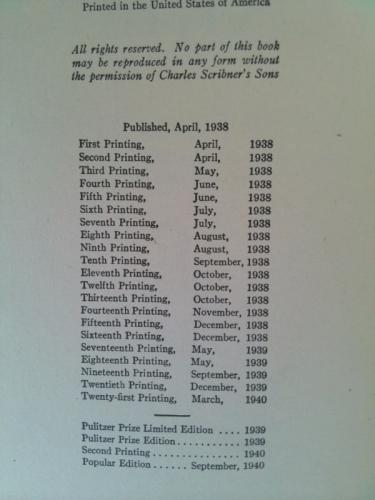 Printed in the United States of America
All rights reserved. No part of this book
may be reproduced in any form without
the permission of Charles Scribner's Sons
Published, April, 1938
First Printing, April, 1938
Second Printing, April, 1938
Third Printing, May, 1938
Fourth Printing, June, 1938
Fifth Printing, June, 1938
Sixth Printing, July, 1938
Seventh Printing, July, 1938
Eighth Printing, August, 1938
Ninth Printing, August, 1938
Tenth Printing, September, 1938
Eleventh Printing, October, 1938
Twelfth Printing, October, 1938
Thirteenth Printing, October, 1938
Fourteenth Printing, November, 1938
Fifteenth Printing, December, 1938
Sixteenth Printing, December, 1938
Seventeenth Printing, May, 1939
Eighteenth Printing, May, 1939
Nineteenth Printing, September, 1939
Twentieth Printing, December, 1939
Twenty-first Printing, March, 1940
Pulitzer Prize Limited Edition .... 1939
Pulitzer Prize Edition........... 1939
Second Printing............... 1940
Popular Edition...... September, 1940